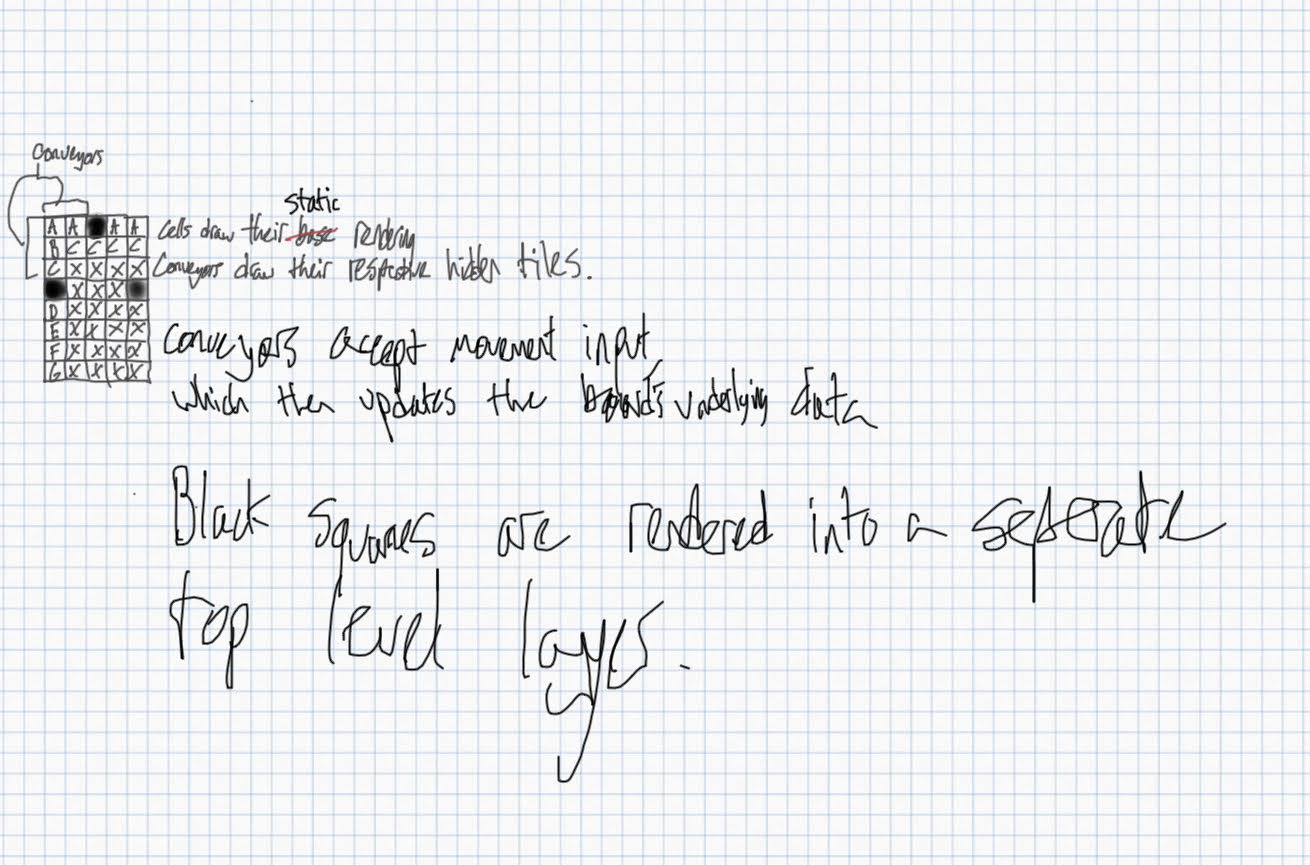 Conveyors
static
A A A A Cells draw their base rendering
B C C C C
C X X X X Conveyors draw their respective hidden tiles.
X X X
D X X X X
E X X X X
F X X X X
G X X X X
Conveyors accept movement input,
which then updates the board's underlying data
Black squares are rendered into a seperate
top level layer.